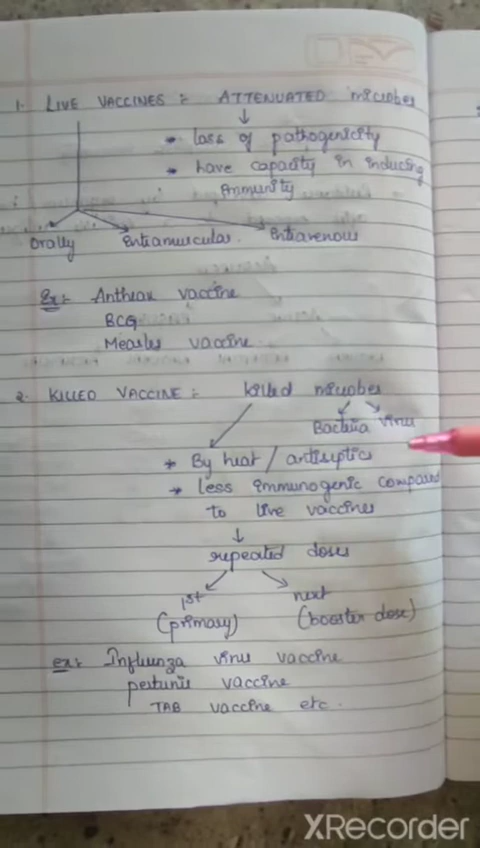 1. LIVE VACCINES :- ATTENUATED microbes
* loss of pathogenicity
* have capacity in inducing
immunity
Orally Intramuscular. Intravenous
Ex:- Anthrax vaccine
BCG
Measles vaccine.
2. KILLED VACCINE :- killed microbes
Bacteria virus
* By heat / antiseptics
* Less immunogenic compared
to live vaccines
repeated doses
1st next
(primary) (booster dose)
ex:- Influenza virus vaccine
pertusis vaccine
TAB vaccine etc.
XRecorder